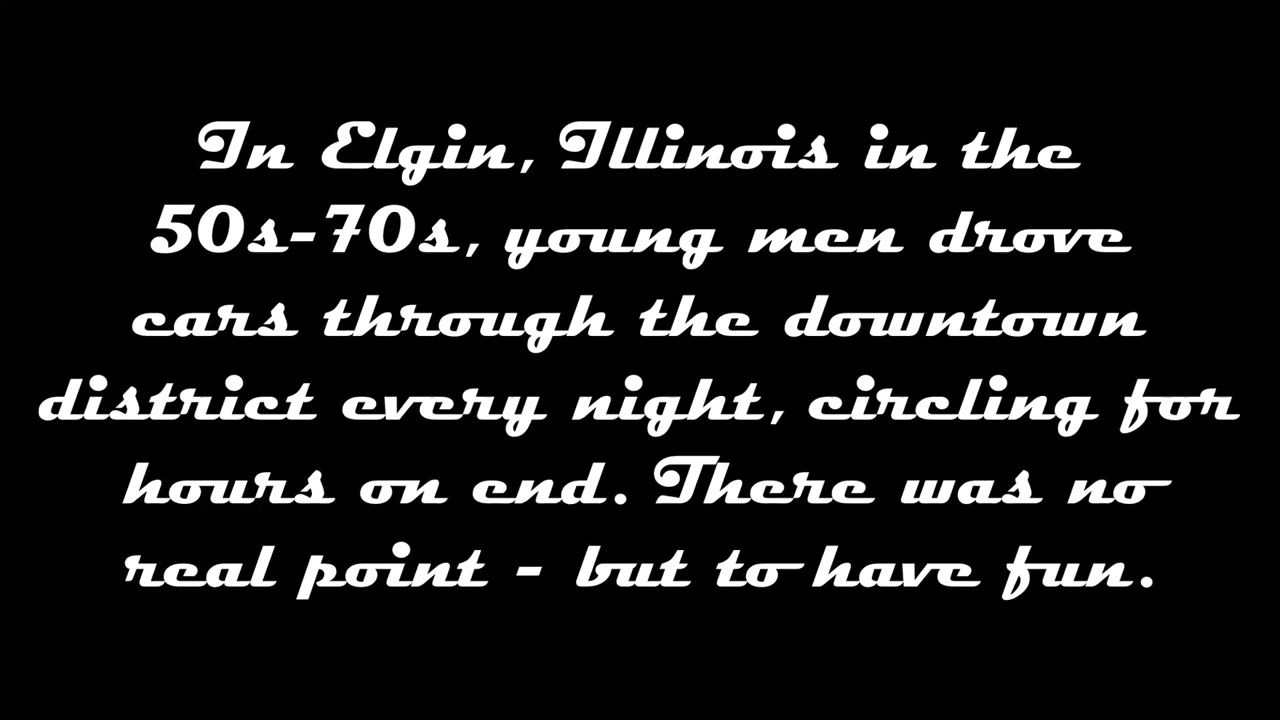 In Elgin, Illinois in the
50s-70s, young men drove
cars through the downtown
district every night, circling for
hours on end. There was no
real point - but to have fun.